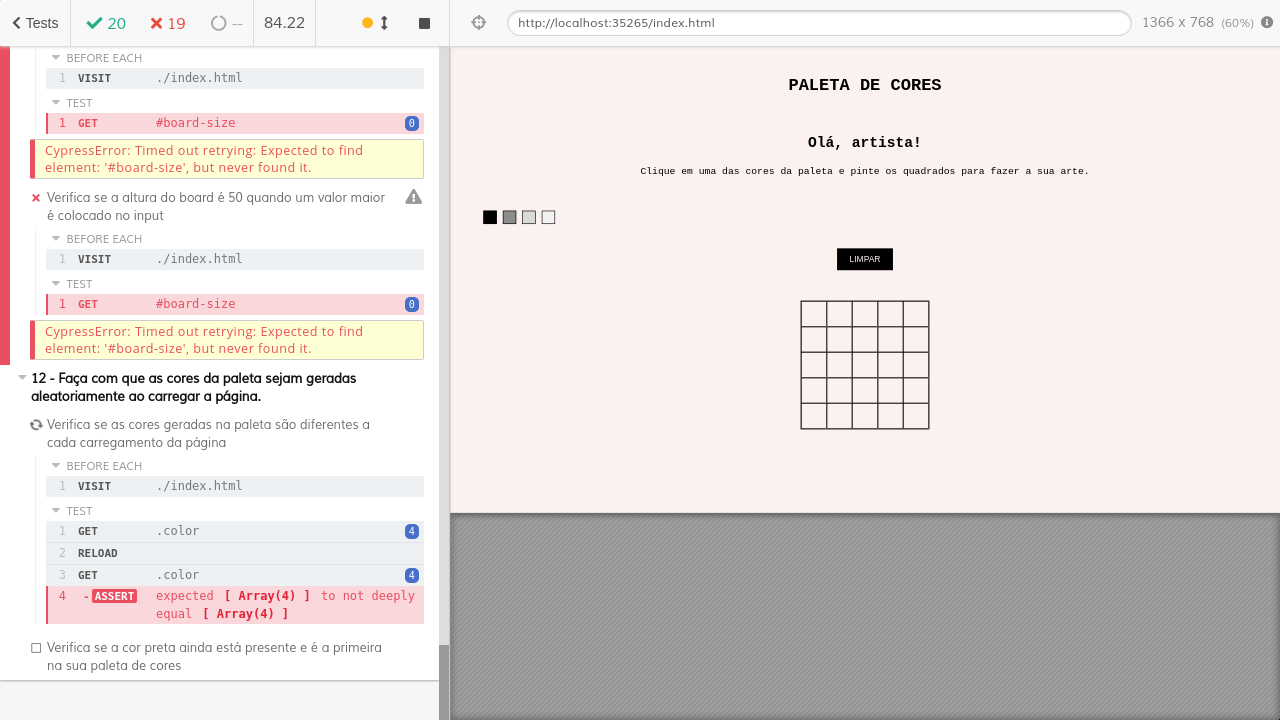 Tests
20
19
--
84.22
BEFORE EACH
1 VISIT ./index.html
TEST
1 GET #board-size 0
CypressError: Timed out retrying: Expected to find
element: '#board-size', but never found it.
Verifica se a altura do board é 50 quando um valor maior
é colocado no input
BEFORE EACH
1 VISIT ./index.html
TEST
1 GET #board-size 0
CypressError: Timed out retrying: Expected to find
element: '#board-size', but never found it.
12 - Faça com que as cores da paleta sejam geradas
aleatoriamente ao carregar a página.
Verifica se as cores geradas na paleta são diferentes a
cada carregamento da página
BEFORE EACH
1 VISIT ./index.html
TEST
1 GET .color 4
2 RELOAD
3 GET .color 4
4 -ASSERT expected [ Array(4) ] to not deeply
equal [ Array(4) ]
Verifica se a cor preta ainda está presente e é a primeira
na sua paleta de cores
http://localhost:35265/index.html
1366 x 768 (60%)
PALETA DE CORES
Olá, artista!
Clique em uma das cores da paleta e pinte os quadrados para fazer a sua arte.
LIMPAR